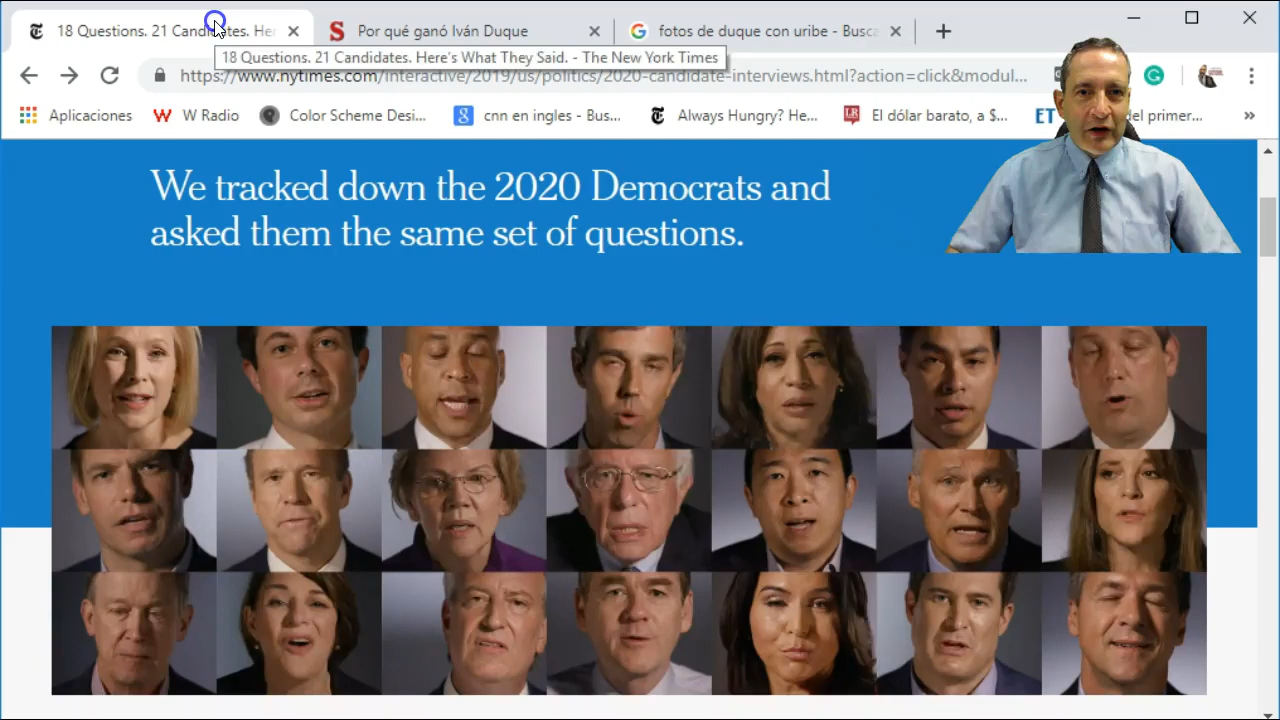 18 Questions. 21 Candidates. He
Por qué ganó Iván Duque
fotos de duque con uribe - Busca
18 Questions. 21 Candidates. Here's What They Said. - The New York Times
https://www.nytimes.com/interactive/2019/us/politics/2020-candidate-interviews.html?action=click&modul...
Aplicaciones
W Radio
Color Scheme Desi...
cnn en ingles - Bus...
Always Hungry? He...
El dólar barato, a $...
ET
del primer...
»
We tracked down the 2020 Democrats and
asked them the same set of questions.